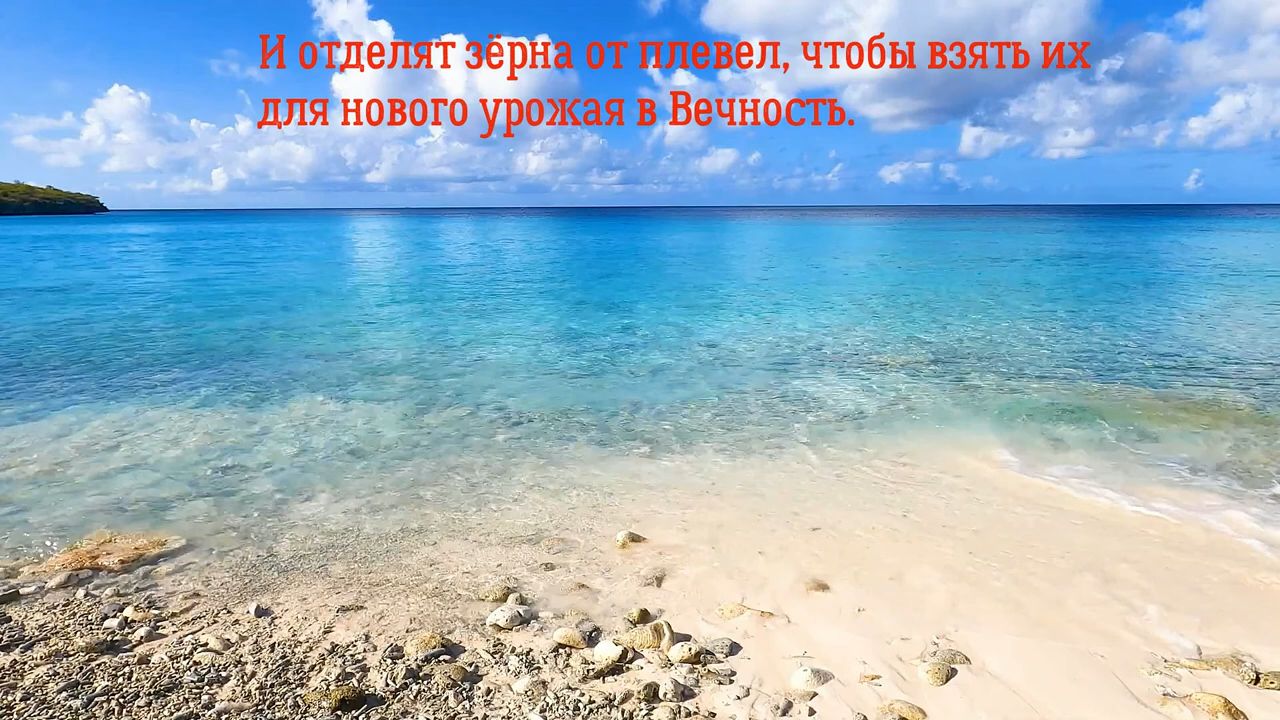 И отделят зёрна от плевел, чтобы взять их
для нового урожая в Вечность.